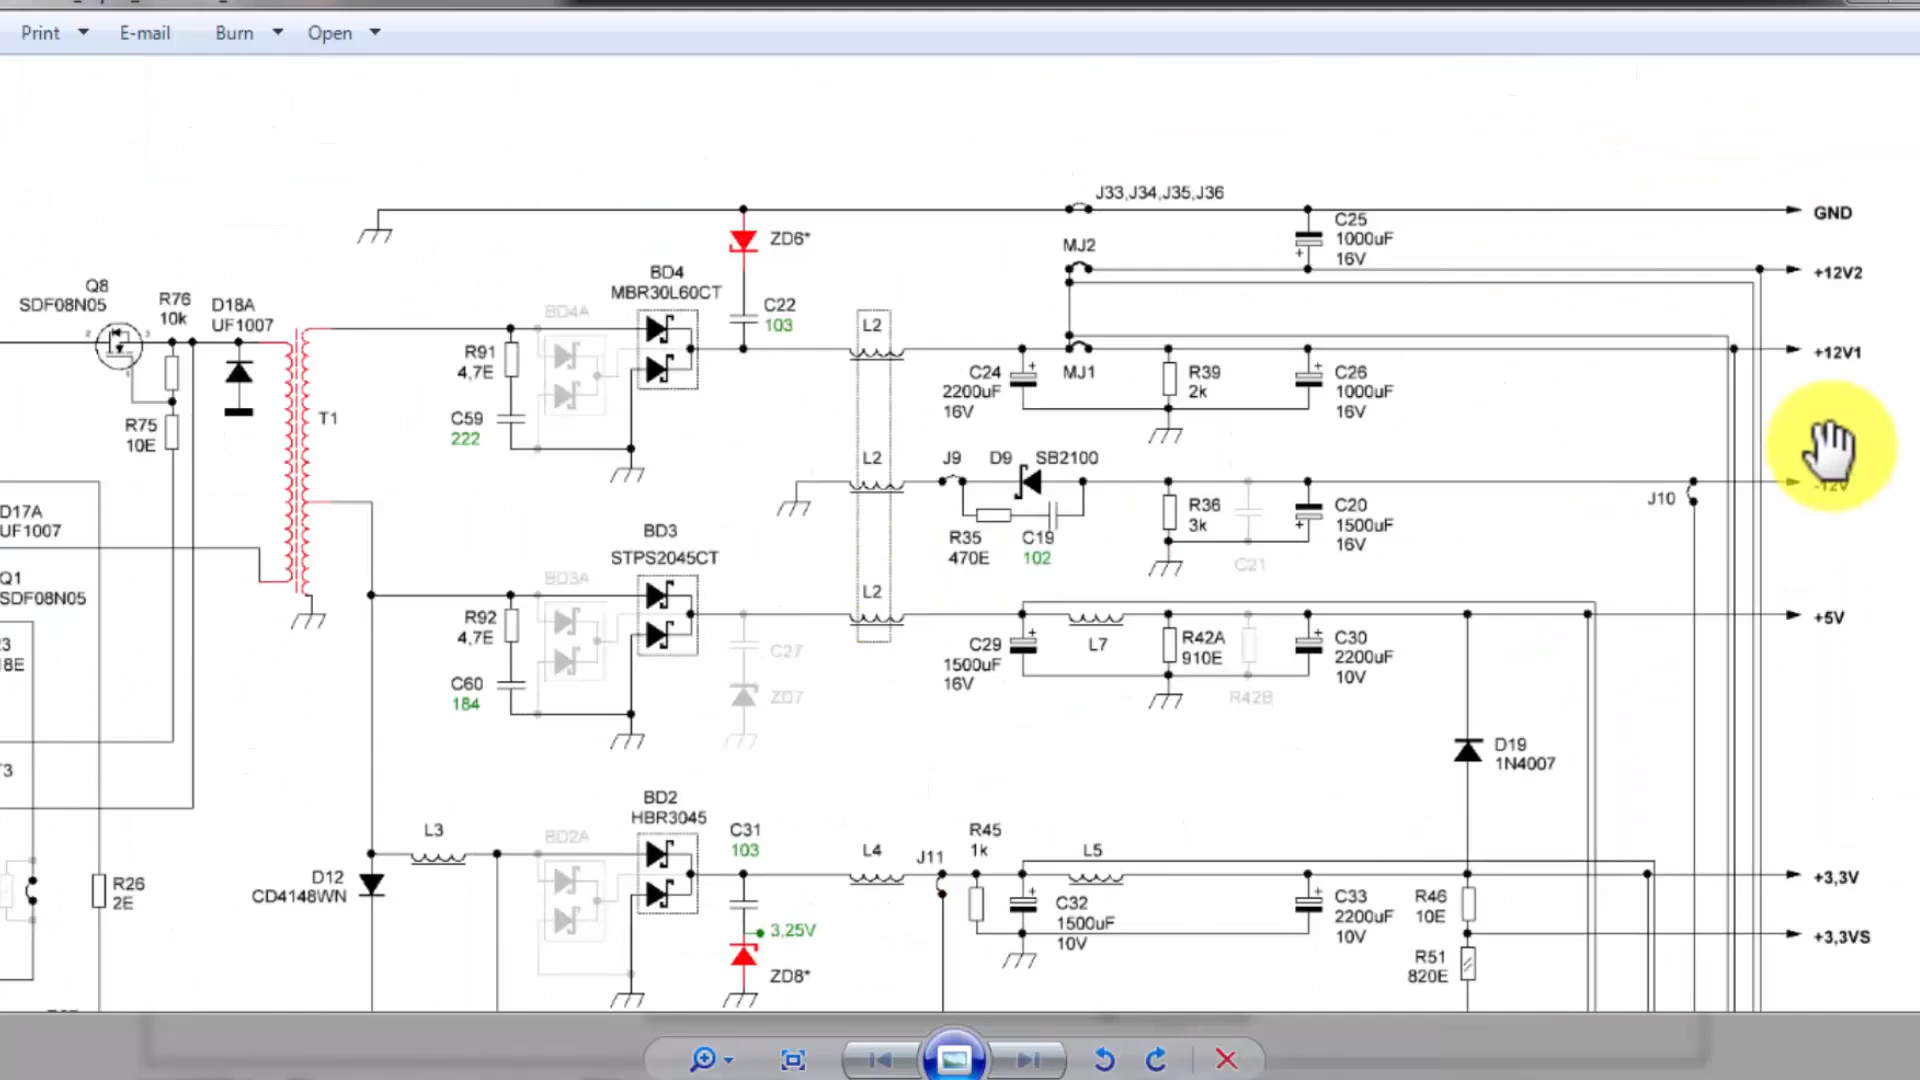 Print
E-mail
Burn
Open
J33,J34,J35,J36
GND
C25
1000uF
16V
ZD6*
MJ2
+12V2
BD4
MBR30L60CT
Q8
SDF08N05
R76
10k
D18A
UF1007
BD4A
C22
103
L2
+12V1
R91
4,7E
C24
2200uF
16V
MJ1
R39
2k
C26
1000uF
16V
T1
R75
10E
C59
222
L2
J9
D9
SB2100
-12V
J10
D17A
UF1007
R36
3k
C20
1500uF
16V
BD3
STPS2045CT
R35
470E
C19
102
C21
Q1
SDF08N05
BD3A
L2
R92
4,7E
+5V
C29
1500uF
16V
L7
R42A
910E
C30
2200uF
10V
3
18E
C27
C60
184
ZD7
R42B
D19
1N4007
T3
BD2
HBR3045
L3
BD2A
C31
103
L4
J11
R45
1k
L5
D12
CD4148WN
+3,3V
R26
2E
C32
1500uF
10V
C33
2200uF
10V
R46
10E
3,25V
+3,3VS
ZD8*
R51
820E